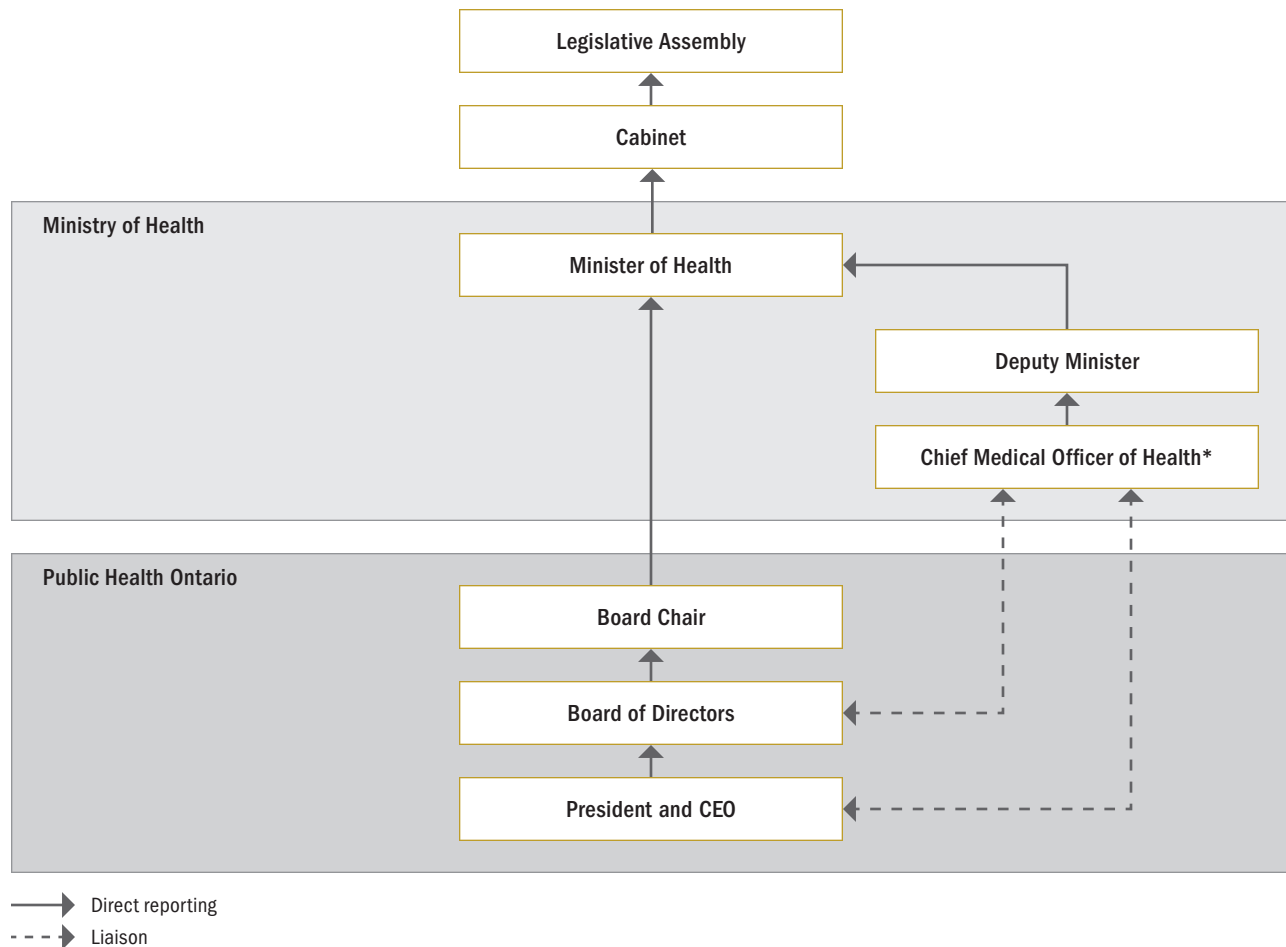 Legislative Assembly
Cabinet
Ministry of Health
Minister of Health
Deputy Minister
Chief Medical Officer of Health*
Public Health Ontario
Board Chair
Board of Directors
President and CEO
Direct reporting
Liaison